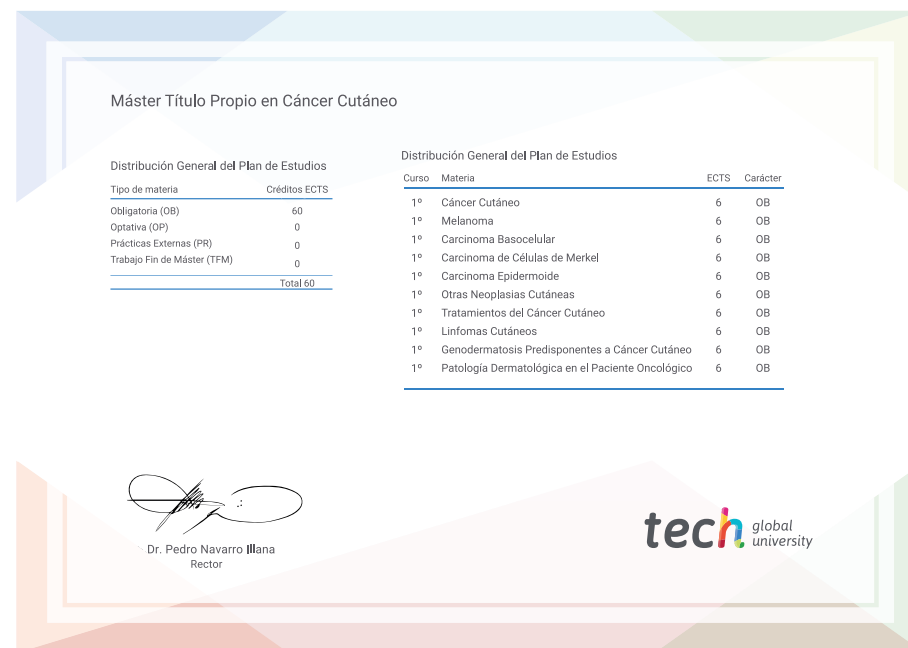 Máster Título Propio en Cáncer Cutáneo
Distribución General del Plan de Estudios
Tipo de materia Créditos ECTS
Obligatoria (OB) 60
Optativa (OP) 0
Prácticas Externas (PR) 0
Trabajo Fin de Máster (TFM) 0
Total 60
Distribución General del Plan de Estudios
Curso Materia ECTS Carácter
1º Cáncer Cutáneo 6 OB
1º Melanoma 6 OB
1º Carcinoma Basocelular 6 OB
1º Carcinoma de Células de Merkel 6 OB
1º Carcinoma Epidermoide 6 OB
1º Otras Neoplasias Cutáneas 6 OB
1º Tratamientos del Cáncer Cutáneo 6 OB
1º Linfomas Cutáneos 6 OB
1º Genodermatosis Predisponentes a Cáncer Cutáneo 6 OB
1º Patología Dermatológica en el Paciente Oncológico 6 OB
Dr. Pedro Navarro Illana
Rector
tech global
university